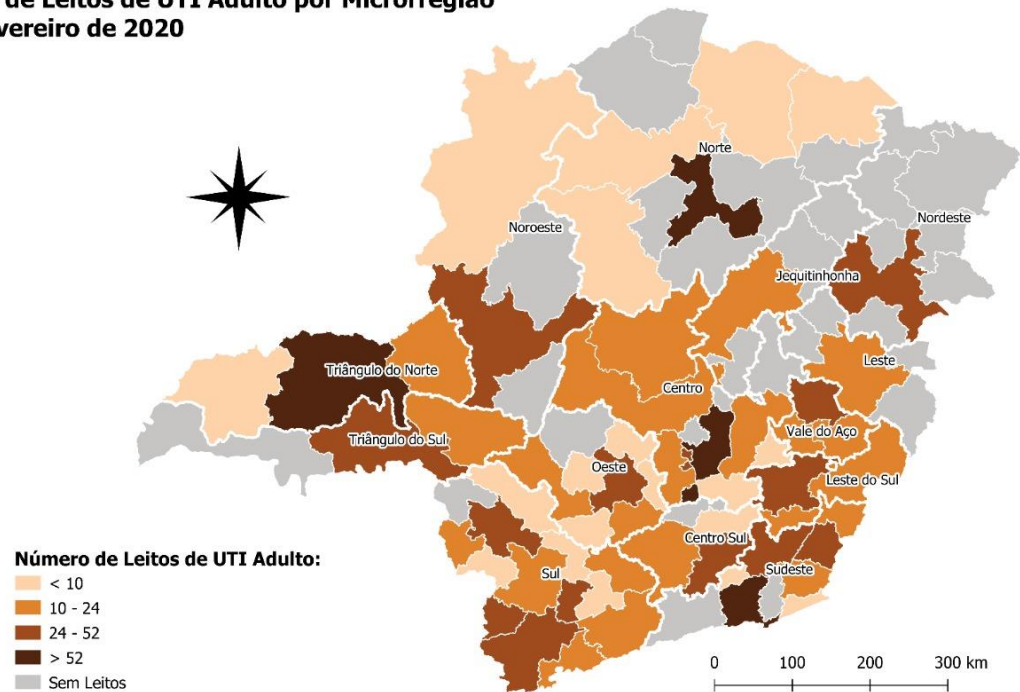 de Leitos de UTI Adulto por Microrregião
vereiro de 2020
Norte
Noroeste
Nordeste
Jequitinhonha
Triângulo do Norte
Leste
Centro
Triângulo do Sul
Vale do Aço
Oeste
Leste do Sul
Centro Sul
Sul
Sudeste
Número de Leitos de UTI Adulto:
< 10
10 - 24
24 - 52
> 52
Sem Leitos
0 100 200 300 km